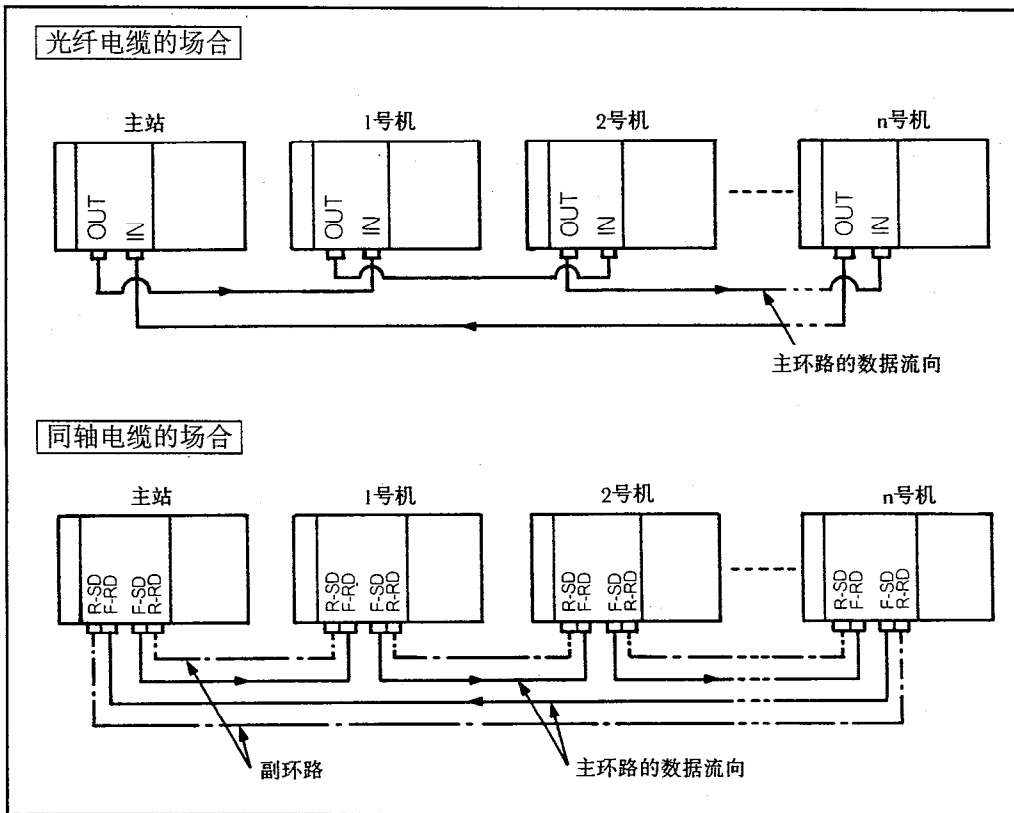 光纤电缆的场合
主站
1号机
2号机
n号机
OUT
IN
OUT
IN
OUT
IN
OUT
IN
主环路的数据流向
同轴电缆的场合
主站
1号机
2号机
n号机
R-SD
F-RD
F-SD
R-RD
R-SD
F-RD
F-SD
R-RD
R-SD
F-RD
F-SD
R-RD
R-SD
F-RD
F-SD
R-RD
副环路
主环路的数据流向